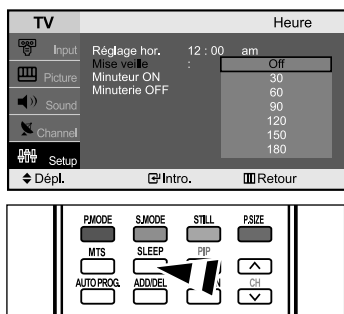 TV Heure
Input
Picture
Sound
Channel
Setup
Réglage hor. 12 : 00 am
Mise veille :
Minuteur ON
Minuterie OFF
Off
30
60
90
120
150
180
Dépl. Intro. Retour
P.MODE S.MODE STILL P.SIZE
MTS SLEEP PIP
AUTO PROG. ADD/DEL CH